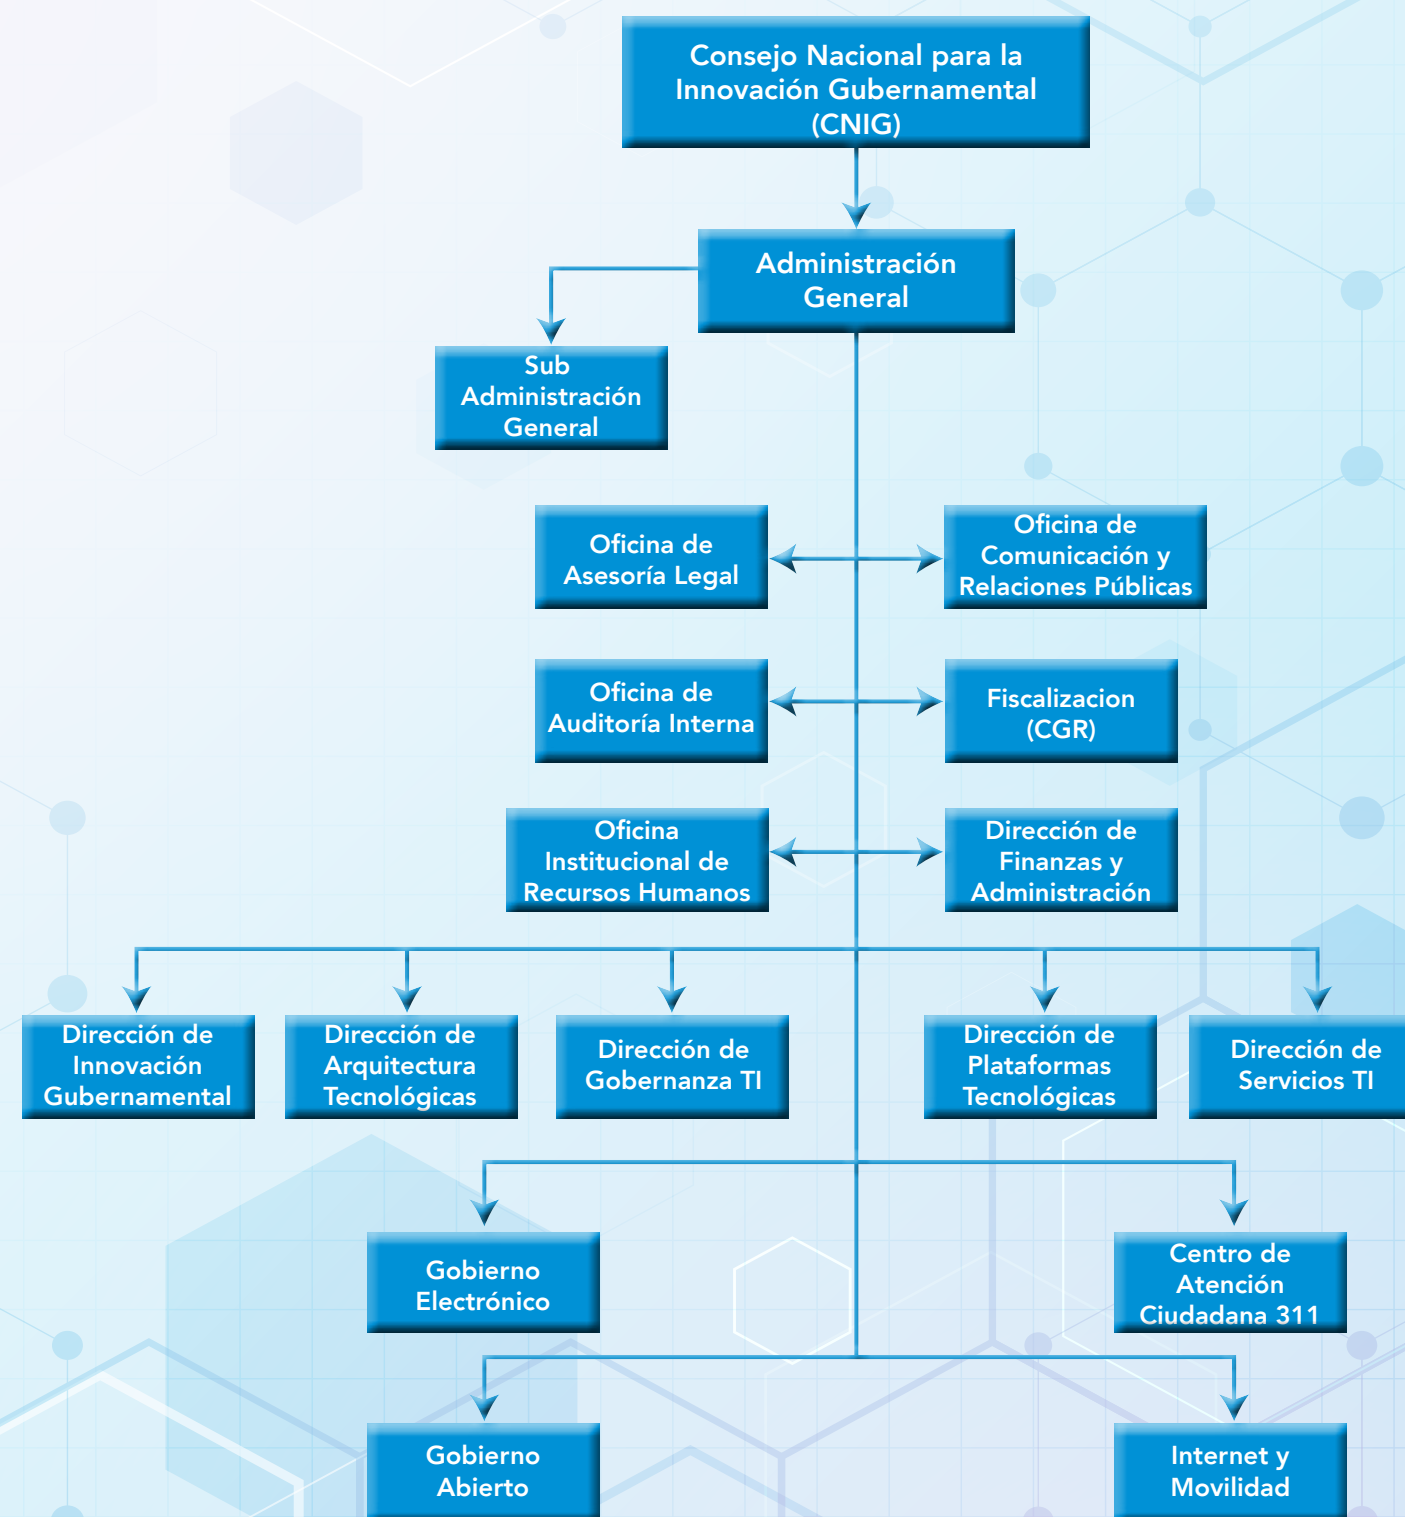 Consejo Nacional para la
Innovación Gubernamental
(CNIG)
Administración
General
Sub
Administración
General
Oficina de
Asesoría Legal
Oficina de
Comunicación y
Relaciones Públicas
Oficina de
Auditoría Interna
Fiscalizacion
(CGR)
Oficina
Institucional de
Recursos Humanos
Dirección de
Finanzas y
Administración
Dirección de
Innovación
Gubernamental
Dirección de
Arquitectura
Tecnológicas
Dirección de
Gobernanza TI
Dirección de
Plataformas
Tecnológicas
Dirección de
Servicios TI
Gobierno
Electrónico
Centro de
Atención
Ciudadana 311
Gobierno
Abierto
Internet y
Movilidad